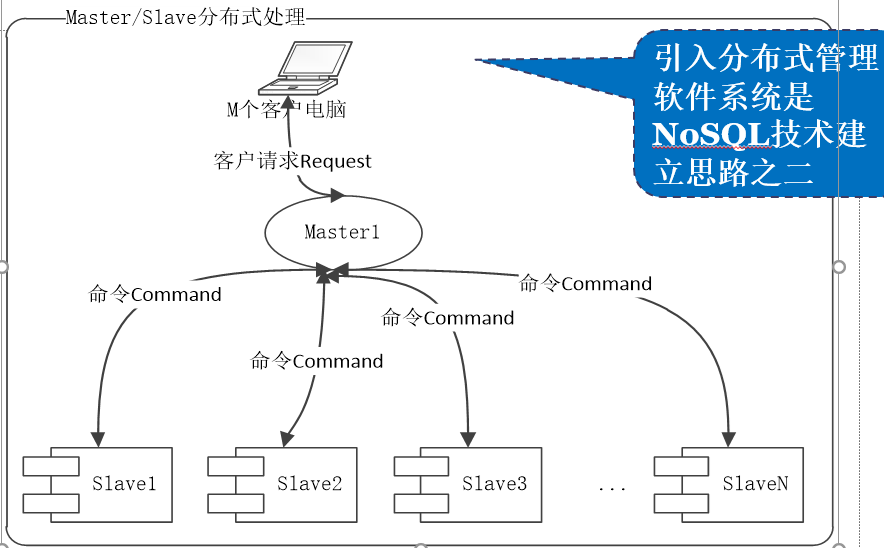 Master/Slave分布式处理
引入分布式管理
软件系统是
NoSQL技术建
立思路之二
M个客户电脑
客户请求Request
Master1
命令Command
命令Command
命令Command
命令Command
Slave1
Slave2
Slave3
...
SlaveN